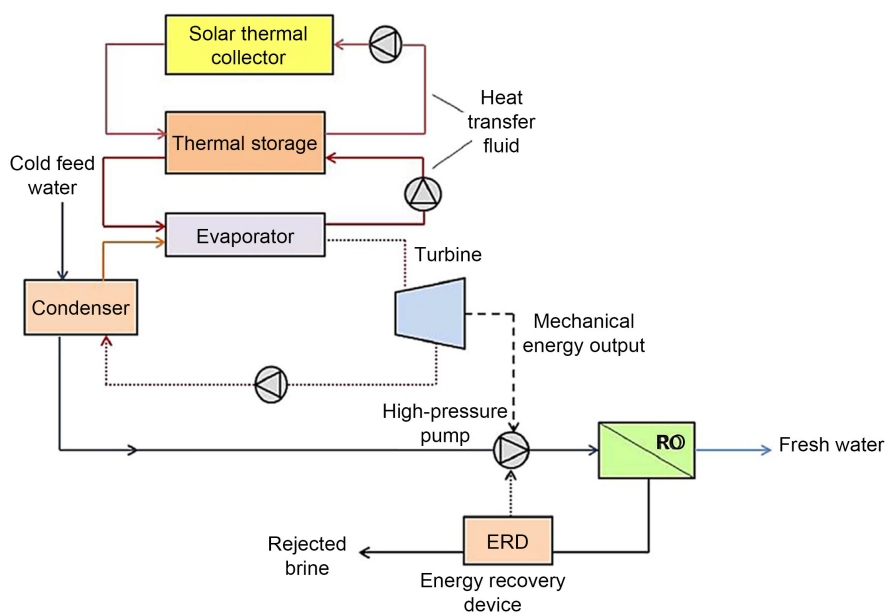 Solar thermal
collector
Heat
transfer
fluid
Thermal storage
Cold feed
water
Evaporator
Turbine
Condenser
Mechanical
energy output
High-pressure
pump
RO
Fresh water
ERD
Rejected
brine
Energy recovery
device